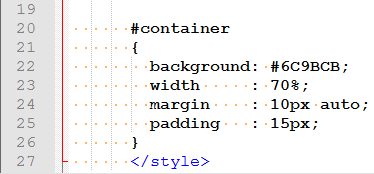 19
20 #container
21 {
22 background: #6C9BCB;
23 width : 70%;
24 margin : 10px auto;
25 padding : 15px;
26 }
27 </style>